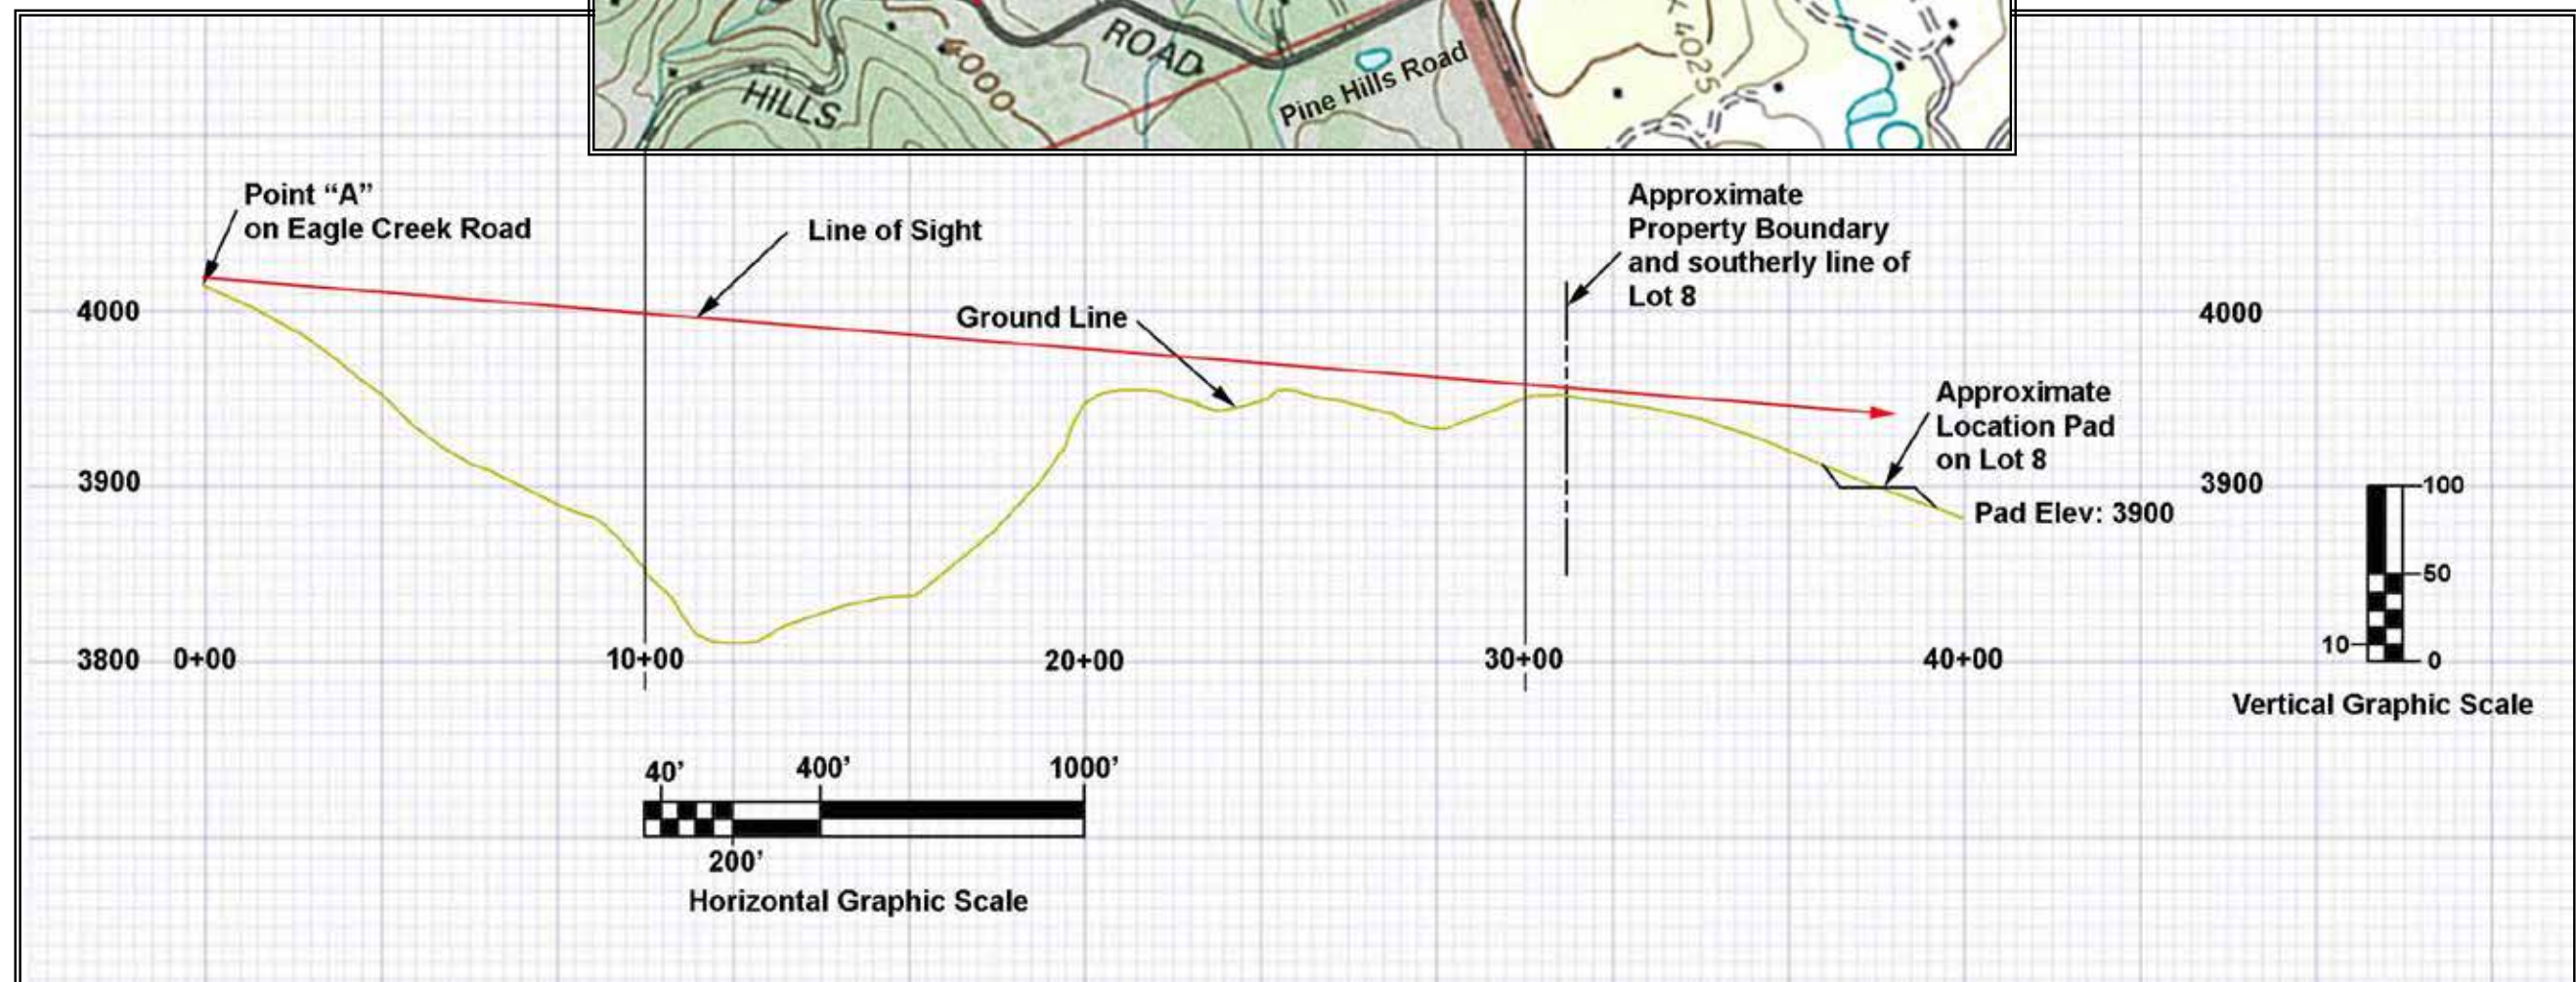 HILLS
4000
ROAD
Pine Hills Road
4025
Point “A”
on Eagle Creek Road
Line of Sight
Ground Line
Approximate
Property Boundary
and southerly line of
Lot 8
Approximate
Location Pad
on Lot 8
Pad Elev: 3900
4000
4000
3900
3900
3800
0+00
10+00
20+00
30+00
40+00
100
50
10
0
Vertical Graphic Scale
40’
400’
1000’
200’
Horizontal Graphic Scale